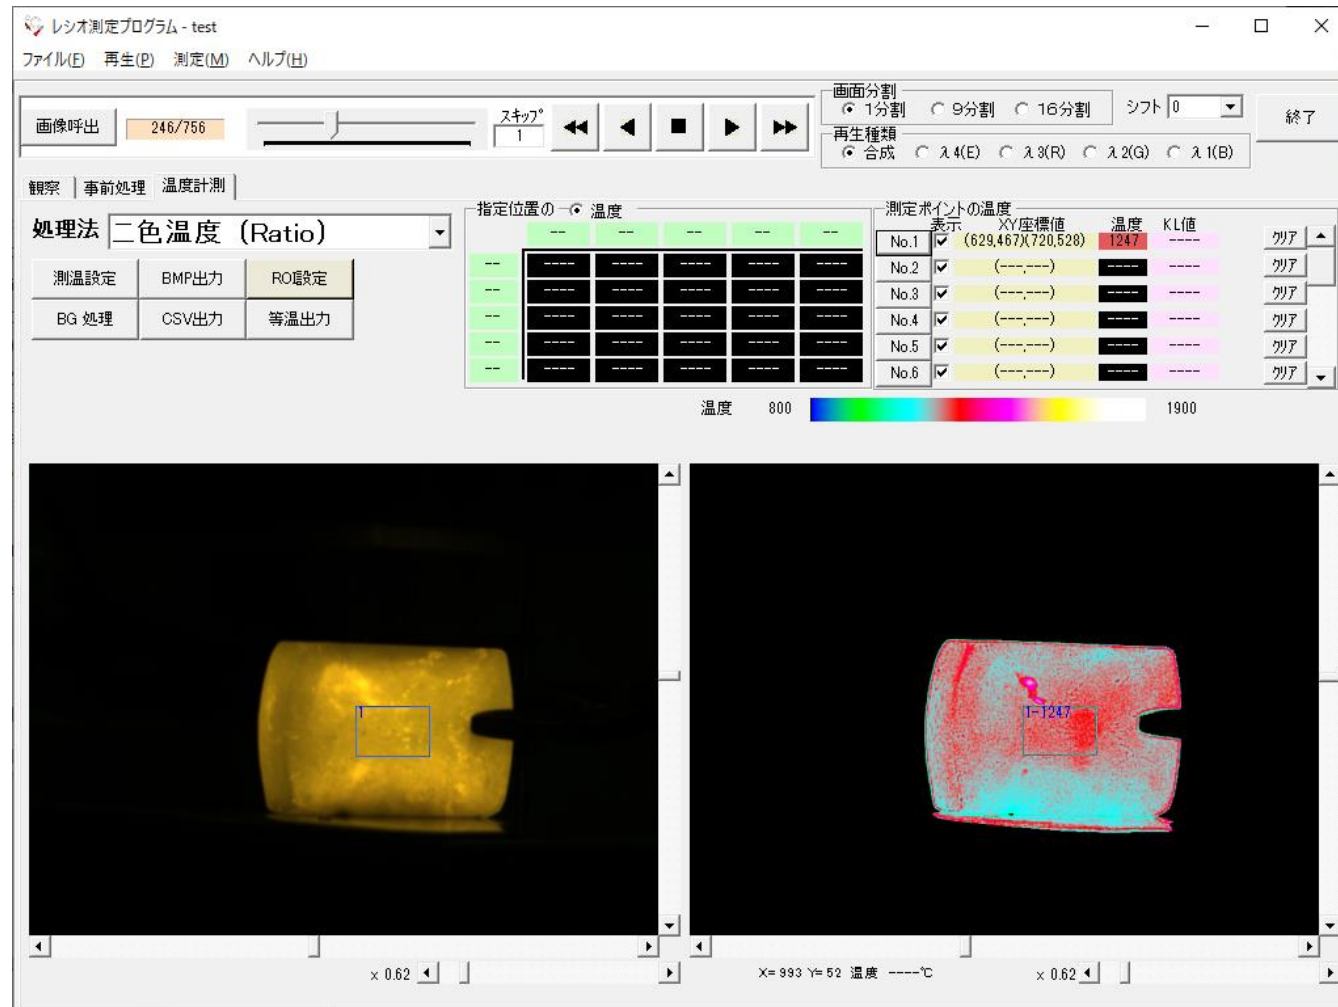 レシオ測定プログラム - test
ファイル(F) 再生(P) 測定(M) ヘルプ(H)
画像呼出
246/756
スキップ
1
画面分割
1分割 9分割 16分割
シフト 0
終了
再生種類
合成 λ4(E) λ3(R) λ2(G) λ1(B)
観察 事前処理 温度計測
処理法 二色温度 (Ratio)
測温設定 BMP出力 ROI設定
BG 処理 CSV出力 等温出力
指定位置の 温度
-- -- -- -- --
-- ---- ---- ---- ---- ----
-- ---- ---- ---- ---- ----
-- ---- ---- ---- ---- ----
-- ---- ---- ---- ---- ----
-- ---- ---- ---- ---- ----
測定ポイントの温度
表示 XY座標値 温度 KL値
No.1 (629,467)(720,528) 1247 ---- クリア
No.2 (---,---) ---- ---- クリア
No.3 (---,---) ---- ---- クリア
No.4 (---,---) ---- ---- クリア
No.5 (---,---) ---- ---- クリア
No.6 (---,---) ---- ---- クリア
温度 800 1900
1
1-1247
x 0.62
X= 993 Y= 52 温度 ----℃
x 0.62